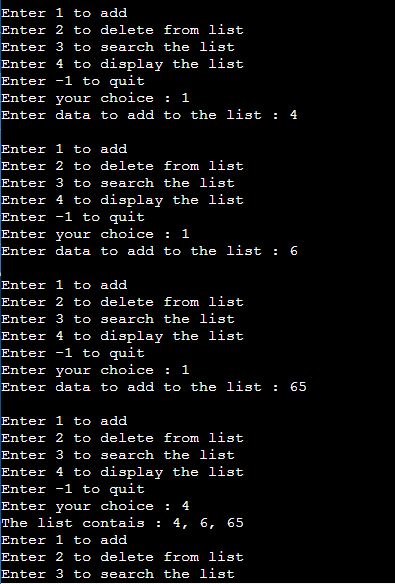 Enter 1 to add
Enter 2 to delete from list
Enter 3 to search the list
Enter 4 to display the list
Enter -1 to quit
Enter your choice : 1
Enter data to add to the list : 4
Enter 1 to add
Enter 2 to delete from list
Enter 3 to search the list
Enter 4 to display the list
Enter -1 to quit
Enter your choice : 1
Enter data to add to the list : 6
Enter 1 to add
Enter 2 to delete from list
Enter 3 to search the list
Enter 4 to display the list
Enter -1 to quit
Enter your choice : 1
Enter data to add to the list : 65
Enter 1 to add
Enter 2 to delete from list
Enter 3 to search the list
Enter 4 to display the list
Enter -1 to quit
Enter your choice : 4
The list contais : 4, 6, 65
Enter 1 to add
Enter 2 to delete from list
Enter 3 to search the list